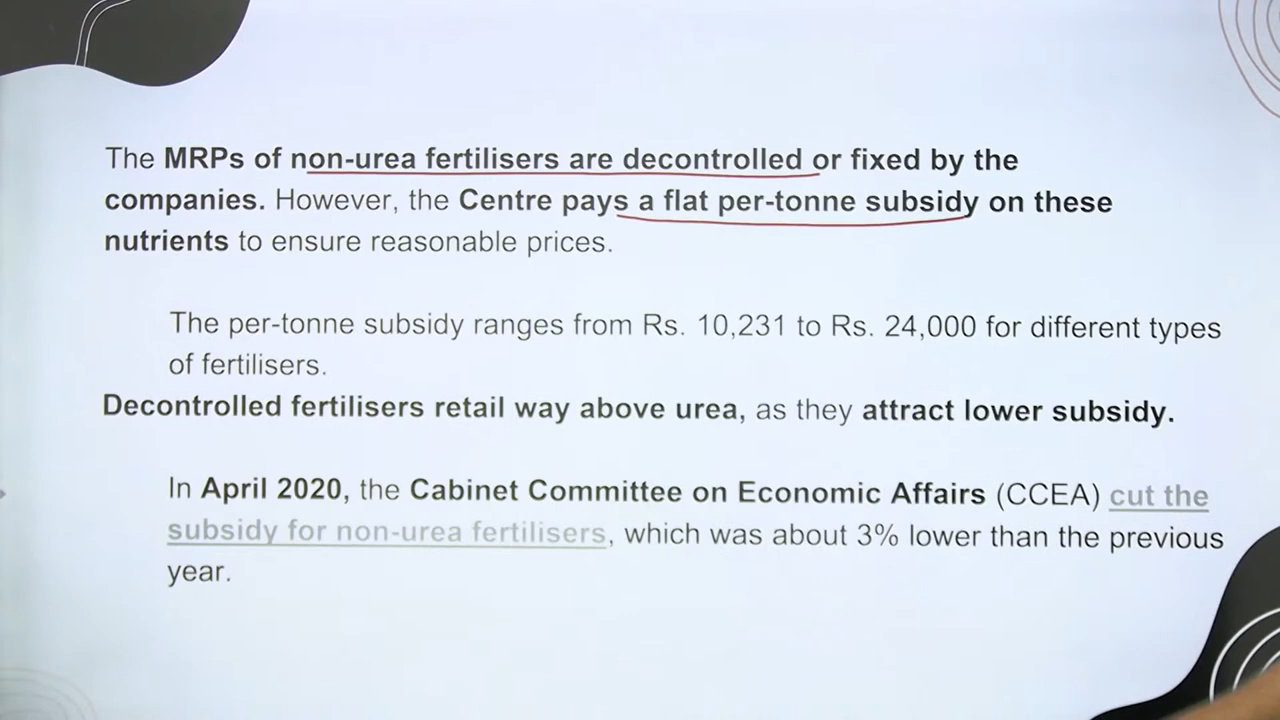 The MRPs of non-urea fertilisers are decontrolled or fixed by the
companies. However, the Centre pays a flat per-tonne subsidy on these
nutrients to ensure reasonable prices.
The per-tonne subsidy ranges from Rs. 10,231 to Rs. 24,000 for different types
of fertilisers.
Decontrolled fertilisers retail way above urea, as they attract lower subsidy.
In April 2020, the Cabinet Committee on Economic Affairs (CCEA) cut the
subsidy for non-urea fertilisers, which was about 3% lower than the previous
year.